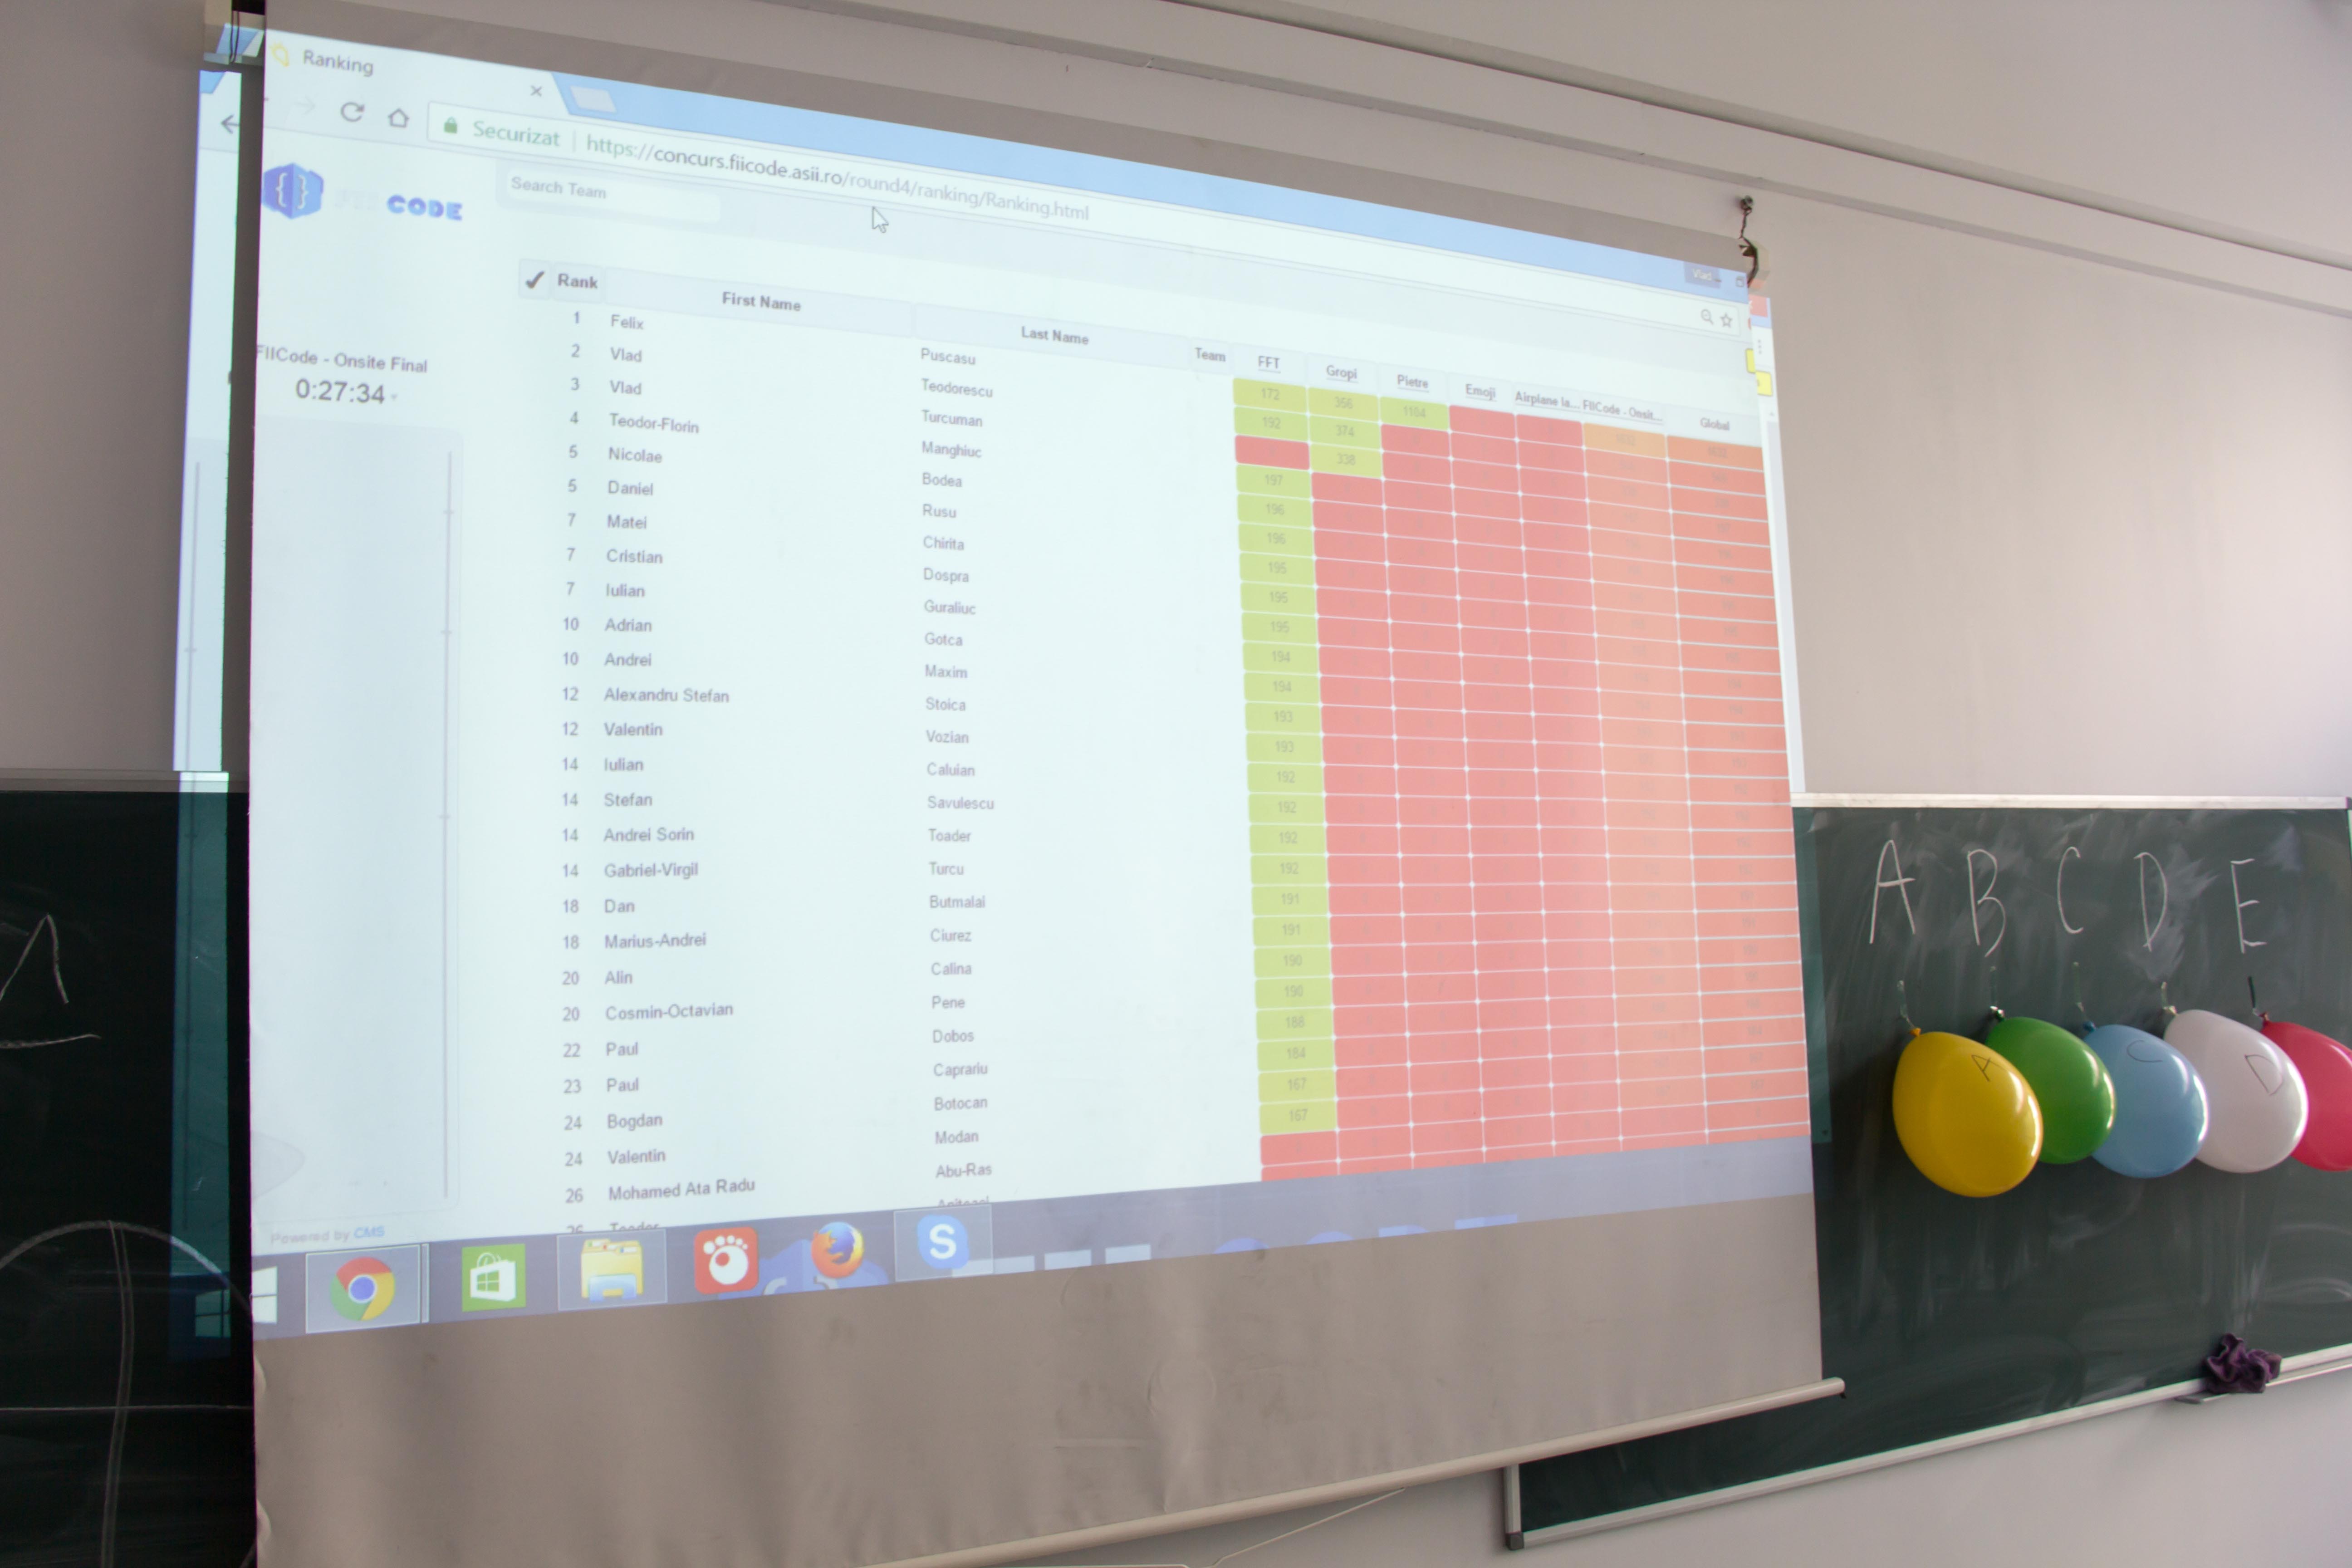 Ranking
Securizat | https://concurs.fiicode.asii.ro/round4/ranking/Ranking.html
Vlad
CODE
Search Team
FIICode - Onsite Final
0:27:34
Rank First Name Last Name Team FFT Gropi Pietre Emoji Airplane la... FIICode - Onsit... Global
1 Felix Puscasu 172
2 Vlad Teodorescu 192 374
3 Vlad Turcuman 338
4 Teodor-Florin Manghiuc 197
5 Nicolae Bodea 196
5 Daniel Rusu 196
7 Matei Chirita 195
7 Cristian Dospra 195
7 Iulian Guraliuc 195
10 Adrian Gotca 194
10 Andrei Maxim 194
12 Alexandru Stefan Stoica 193
12 Valentin Vozian 193
14 Iulian Caluian 192
14 Stefan Savulescu 192
14 Andrei Sorin Toader 192
14 Gabriel-Virgil Turcu 192
18 Dan Butmalai 191
18 Marius-Andrei Ciurez 191
20 Alin Calina 190
20 Cosmin-Octavian Pene 190
22 Paul Dobos 188
23 Paul Caprariu 184
24 Bogdan Botocan 167
24 Valentin Modan 167
26 Mohamed Ata Radu Abu-Ras
26
Powered by CMS
S
A B C D E
A C D